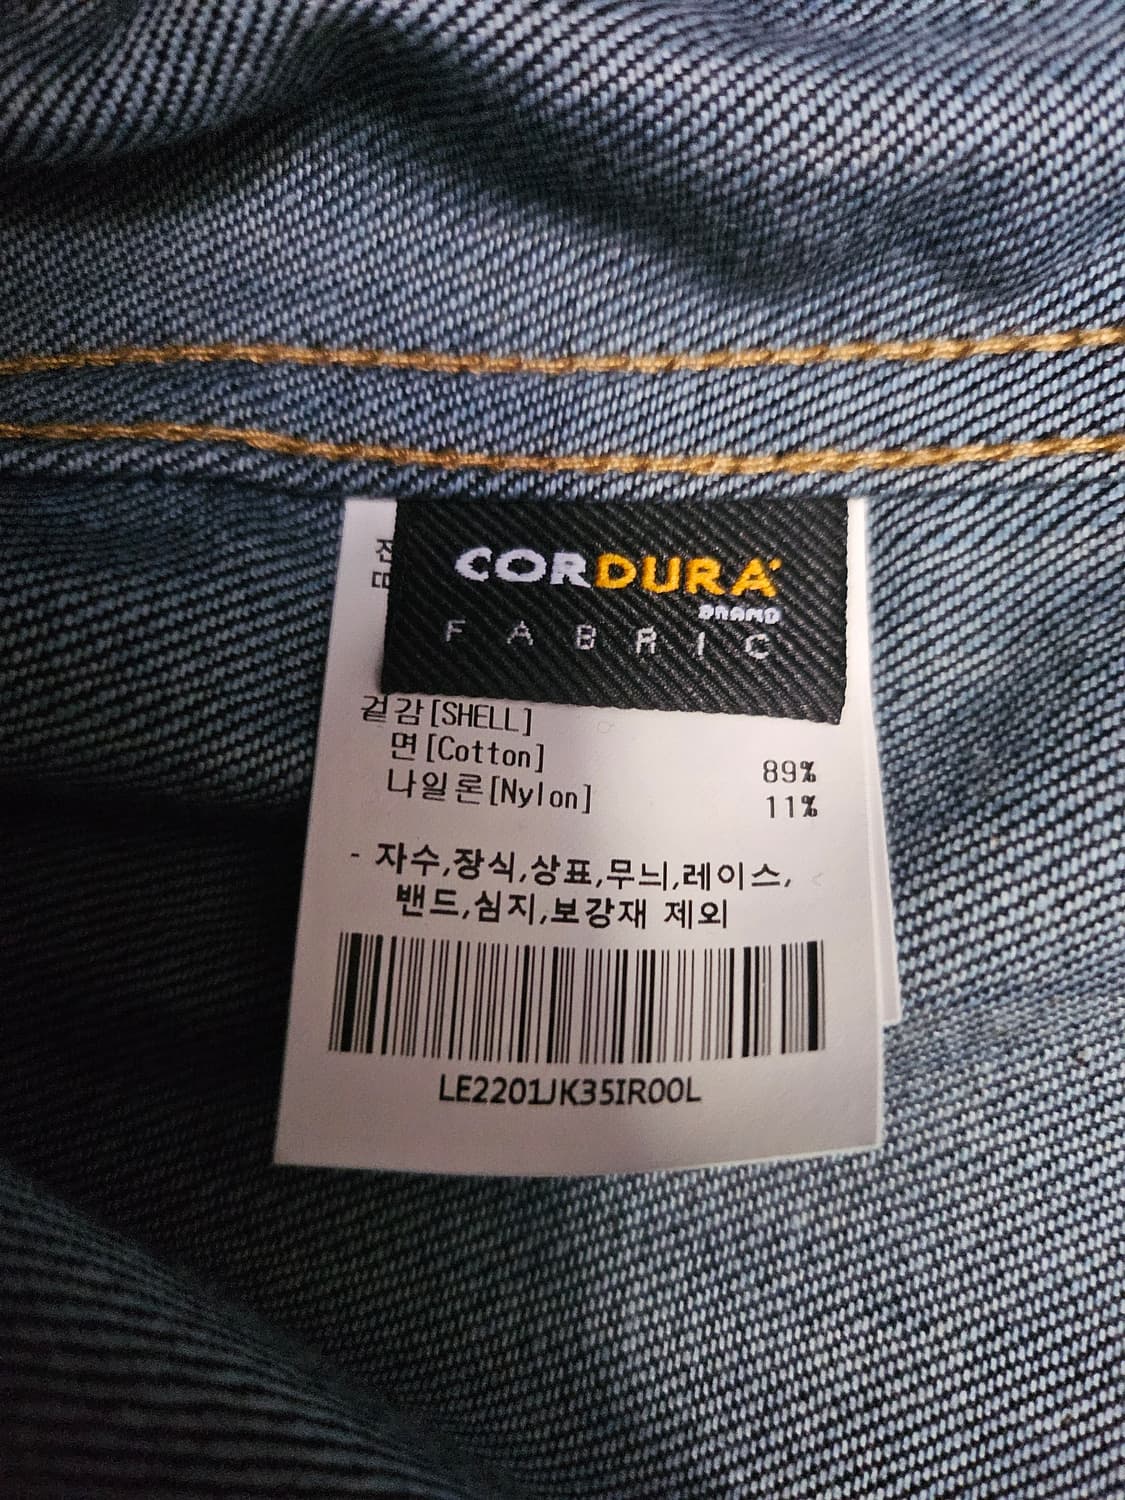 CORDURA
BRAND
FABRIC
겉감[SHELL]
면[Cotton] 89%
나일론[Nylon] 11%
- 자수,장식,상표,무늬,레이스,
밴드,심지,보강재 제외
LE2201JK35IR00L